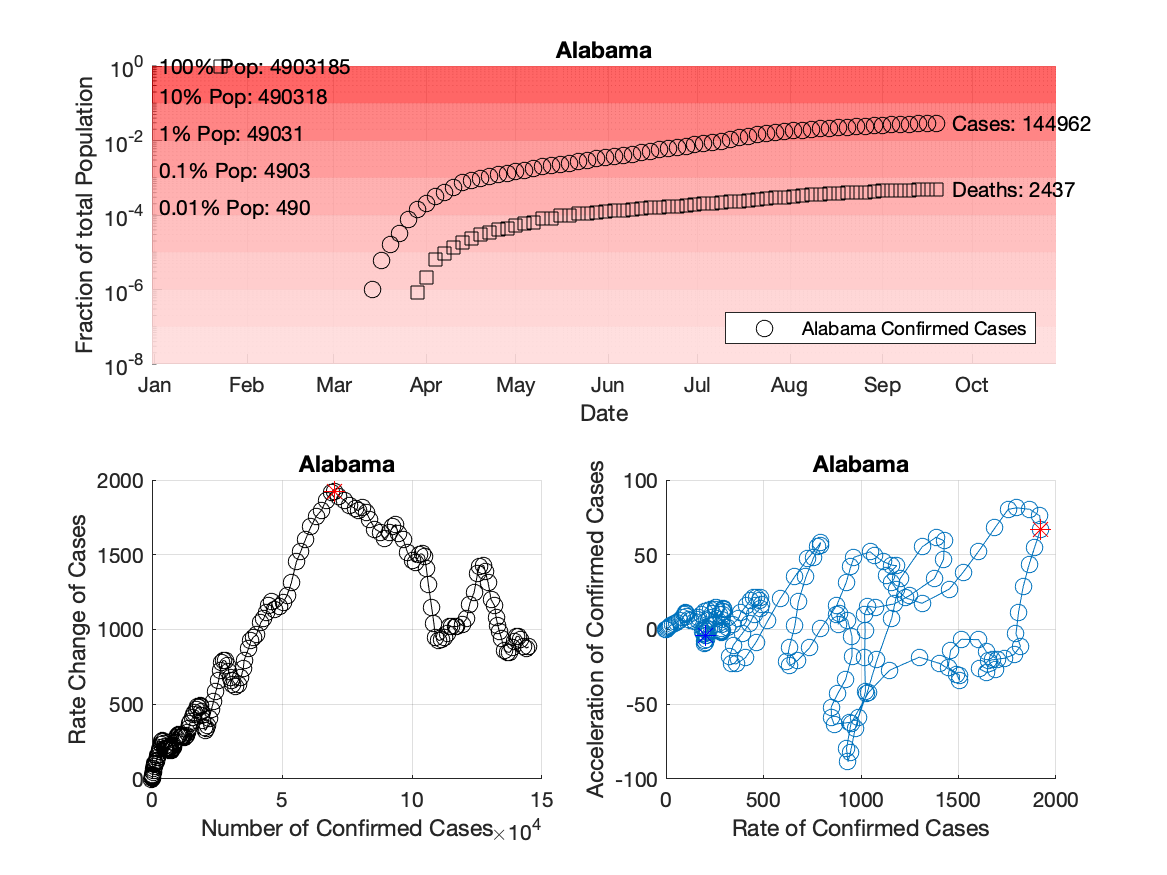 Alabama
10^0
10^-2
10^-4
10^-6
10^-8
Fraction of total Population
100% Pop: 4903185
10% Pop: 490318
1% Pop: 49031
0.1% Pop: 4903
0.01% Pop: 490
Cases: 144962
Deaths: 2437
Alabama Confirmed Cases
Jan Feb Mar Apr May Jun Jul Aug Sep Oct
Date
Alabama
2000
1500
1000
500
0
Rate Change of Cases
0 5 10 15
Number of Confirmed Cases
×10^4
Alabama
100
50
0
-50
-100
Acceleration of Confirmed Cases
0 500 1000 1500 2000
Rate of Confirmed Cases